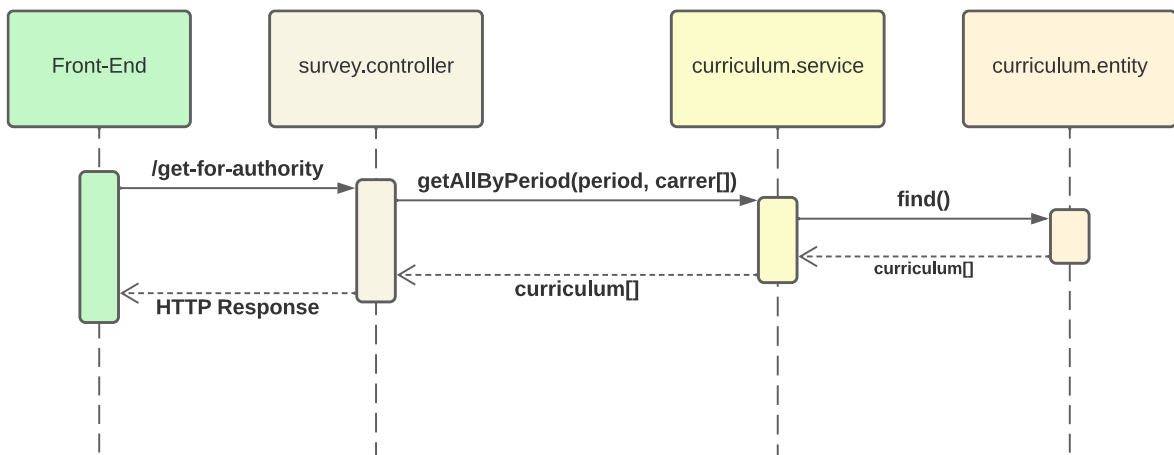 Front-End
survey.controller
curriculum.service
curriculum.entity
/get-for-authority
getAllByPeriod(period, carrer[])
find()
curriculum[]
curriculum[]
HTTP Response